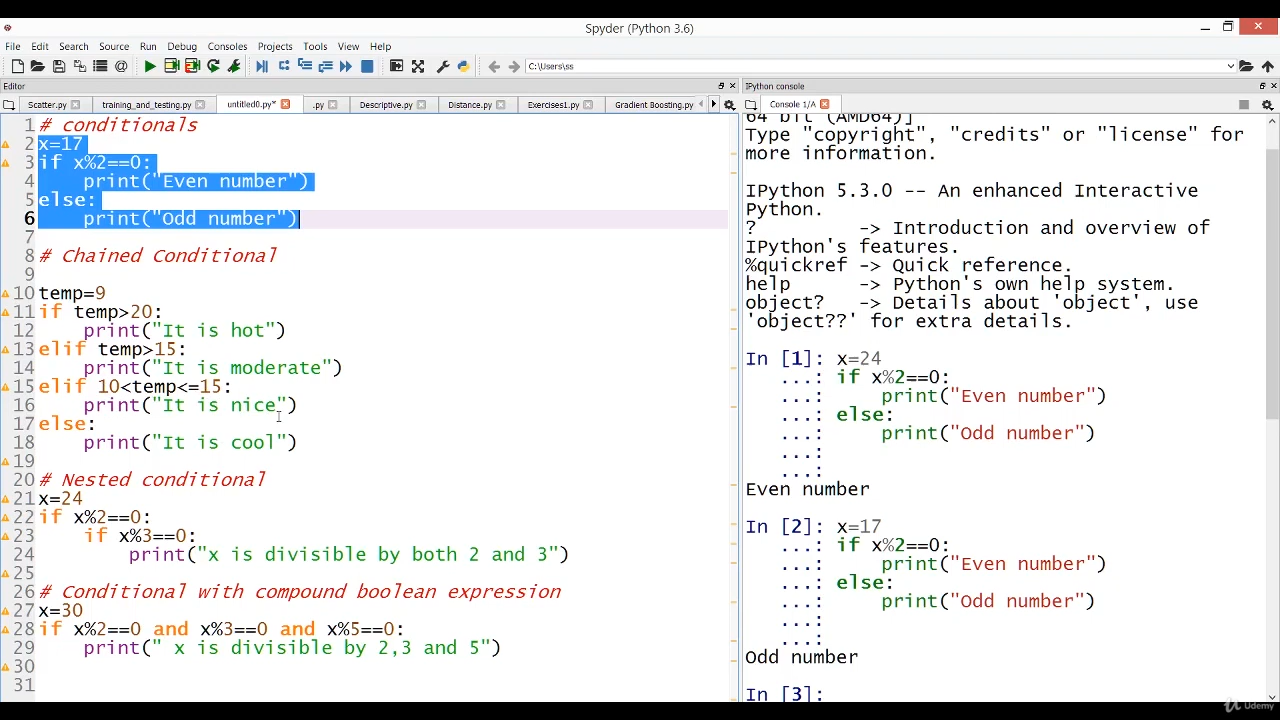 Spyder (Python 3.6)
File Edit Search Source Run Debug Consoles Projects Tools View Help
C:\Users\ss
Editor
IPython console
Scatter.py training_and_testing.py untitled0.py* .py Descriptive.py Distance.py Exercises1.py Gradient Boosting.py
Console 1/A
1 # conditionals
2 x=17
3 if x%2==0:
4 print("Even number")
5 else:
6 print("Odd number")
7
8 # Chained Conditional
9
10 temp=9
11 if temp>20:
12 print("It is hot")
13 elif temp>15:
14 print("It is moderate")
15 elif 10<temp<=15:
16 print("It is nice")
17 else:
18 print("It is cool")
19
20 # Nested conditional
21 x=24
22 if x%2==0:
23 if x%3==0:
24 print("x is divisible by both 2 and 3")
25
26 # Conditional with compound boolean expression
27 x=30
28 if x%2==0 and x%3==0 and x%5==0:
29 print(" x is divisible by 2,3 and 5")
30
31
64 bit (AMD64)]
Type "copyright", "credits" or "license" for
more information.
IPython 5.3.0 -- An enhanced Interactive
Python.
? -> Introduction and overview of
IPython's features.
%quickref -> Quick reference.
help -> Python's own help system.
object? -> Details about 'object', use
'object??' for extra details.
In [1]: x=24
...: if x%2==0:
...: print("Even number")
...: else:
...: print("Odd number")
...:
...:
Even number
In [2]: x=17
...: if x%2==0:
...: print("Even number")
...: else:
...: print("Odd number")
...:
...:
Odd number
In [3]:
Udemy